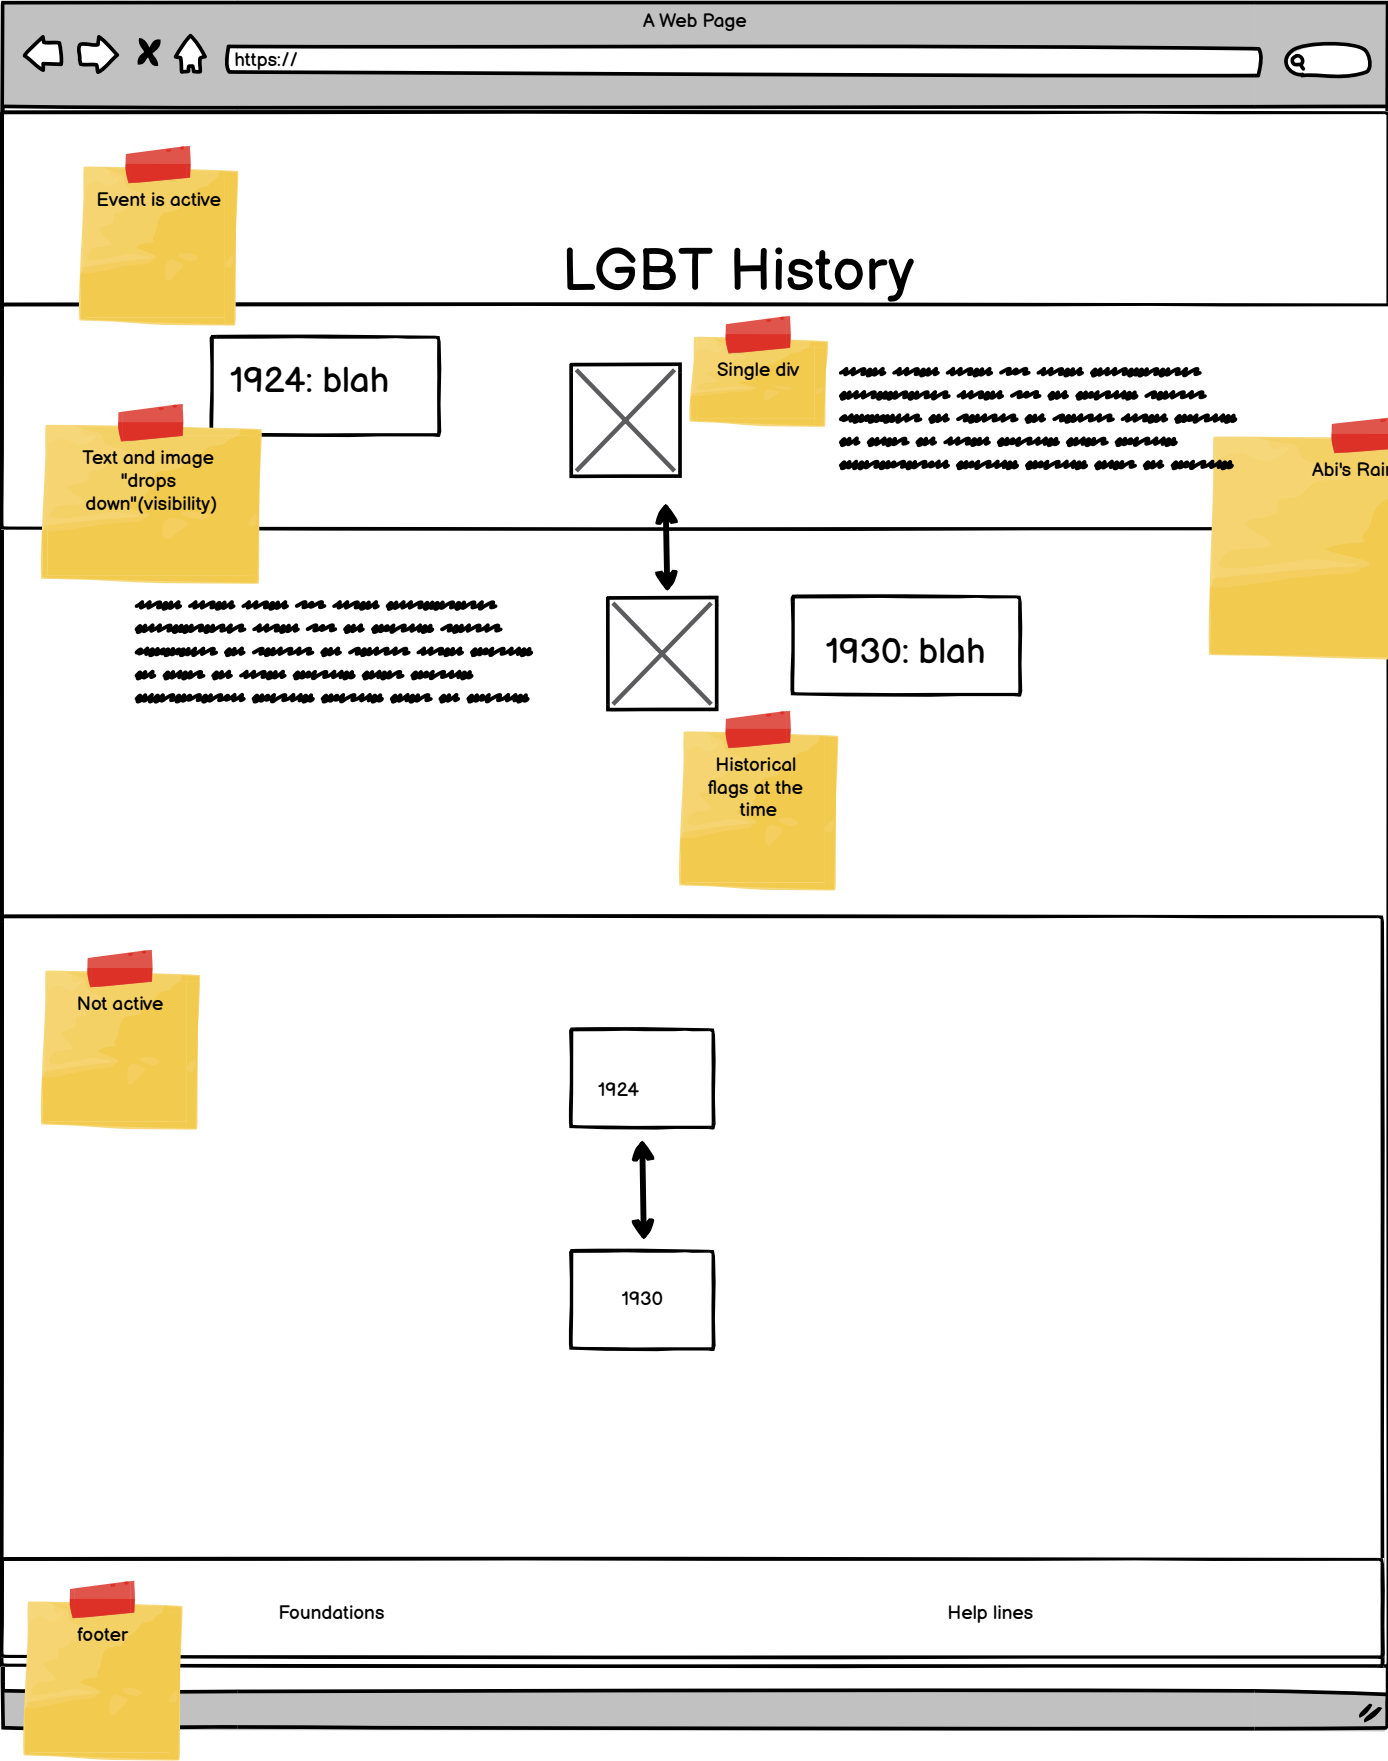 A Web Page
https://
Event is active
LGBT History
1924: blah
Single div
Text and image
"drops
down"(visibility)
Abi's
1930: blah
Historical
flags at the
time
Not active
1924
1930
Foundations
Help lines
footer